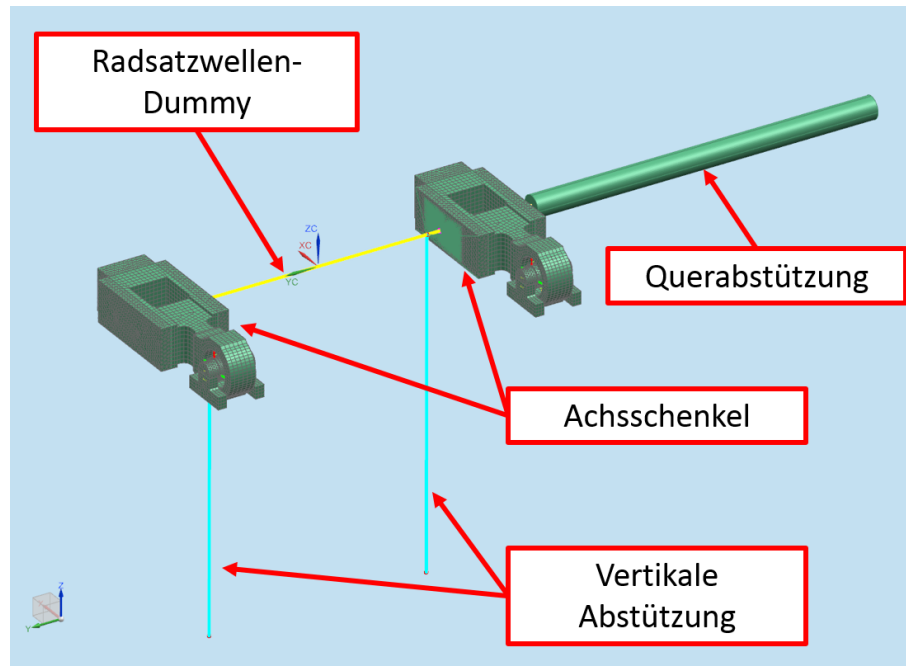 Radsatzwellen-
Dummy
ZC
XC
YC
Querabstützung
Achsschenkel
Vertikale
Abstützung
Z
Y